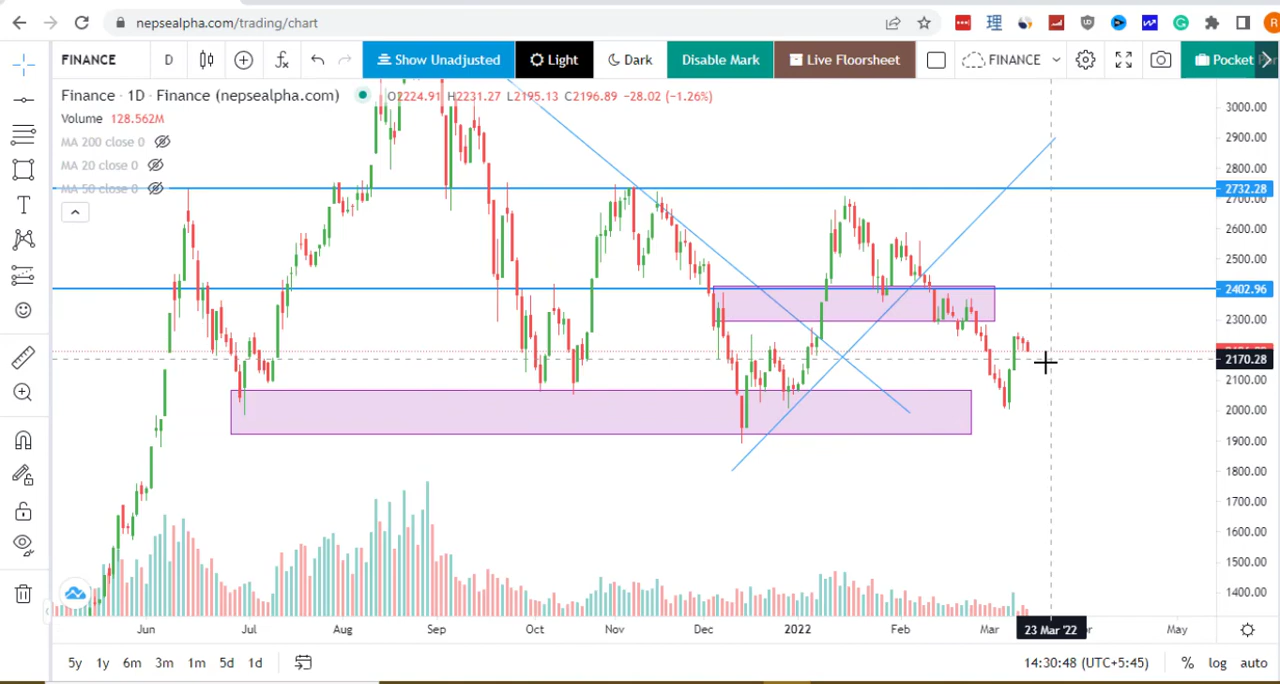 nepsealpha.com/trading/chart
FINANCE D Show Unadjusted Light Dark Disable Mark Live Floorsheet FINANCE Pocket
Finance · 1D · Finance (nepsealpha.com) O2224.91 H2231.27 L2195.13 C2196.89 −28.02 (−1.26%)
Volume 128.562M
MA 200 close 0
MA 20 close 0
MA 50 close 0
3000.00
2900.00
2800.00
2732.28
2700.00
2600.00
2500.00
2402.96
2300.00
2170.28
2100.00
2000.00
1900.00
1800.00
1700.00
1600.00
1500.00
1400.00
Jun Jul Aug Sep Oct Nov Dec 2022 Feb Mar 23 Mar '22 May
5y 1y 6m 3m 1m 5d 1d 14:30:48 (UTC+5:45) % log auto